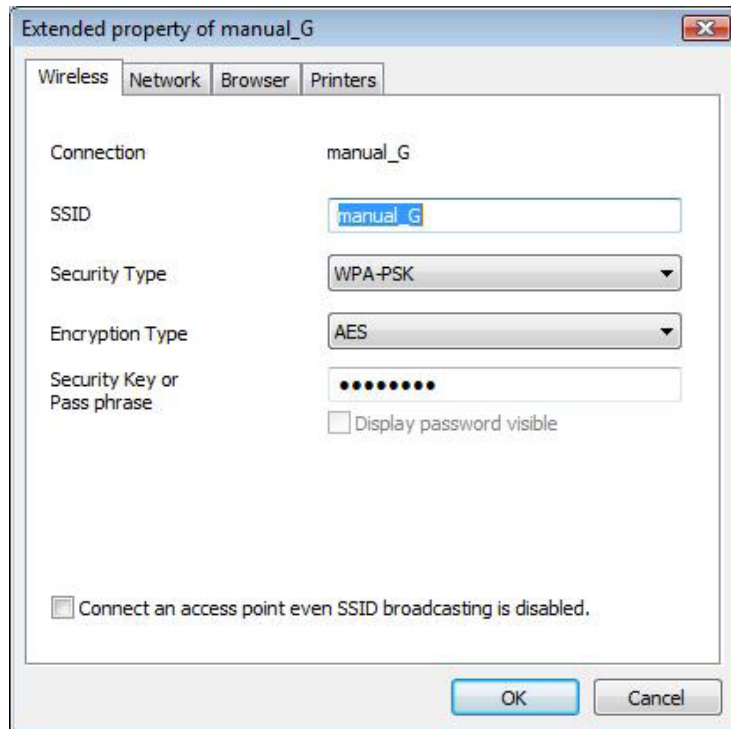 Extended property of manual_G
Wireless Network Browser Printers
Connection manual_G
SSID manual_G
Security Type WPA-PSK
Encryption Type AES
Security Key or
Pass phrase ●●●●●●●●
Display password visible
Connect an access point even SSID broadcasting is disabled.
OK Cancel